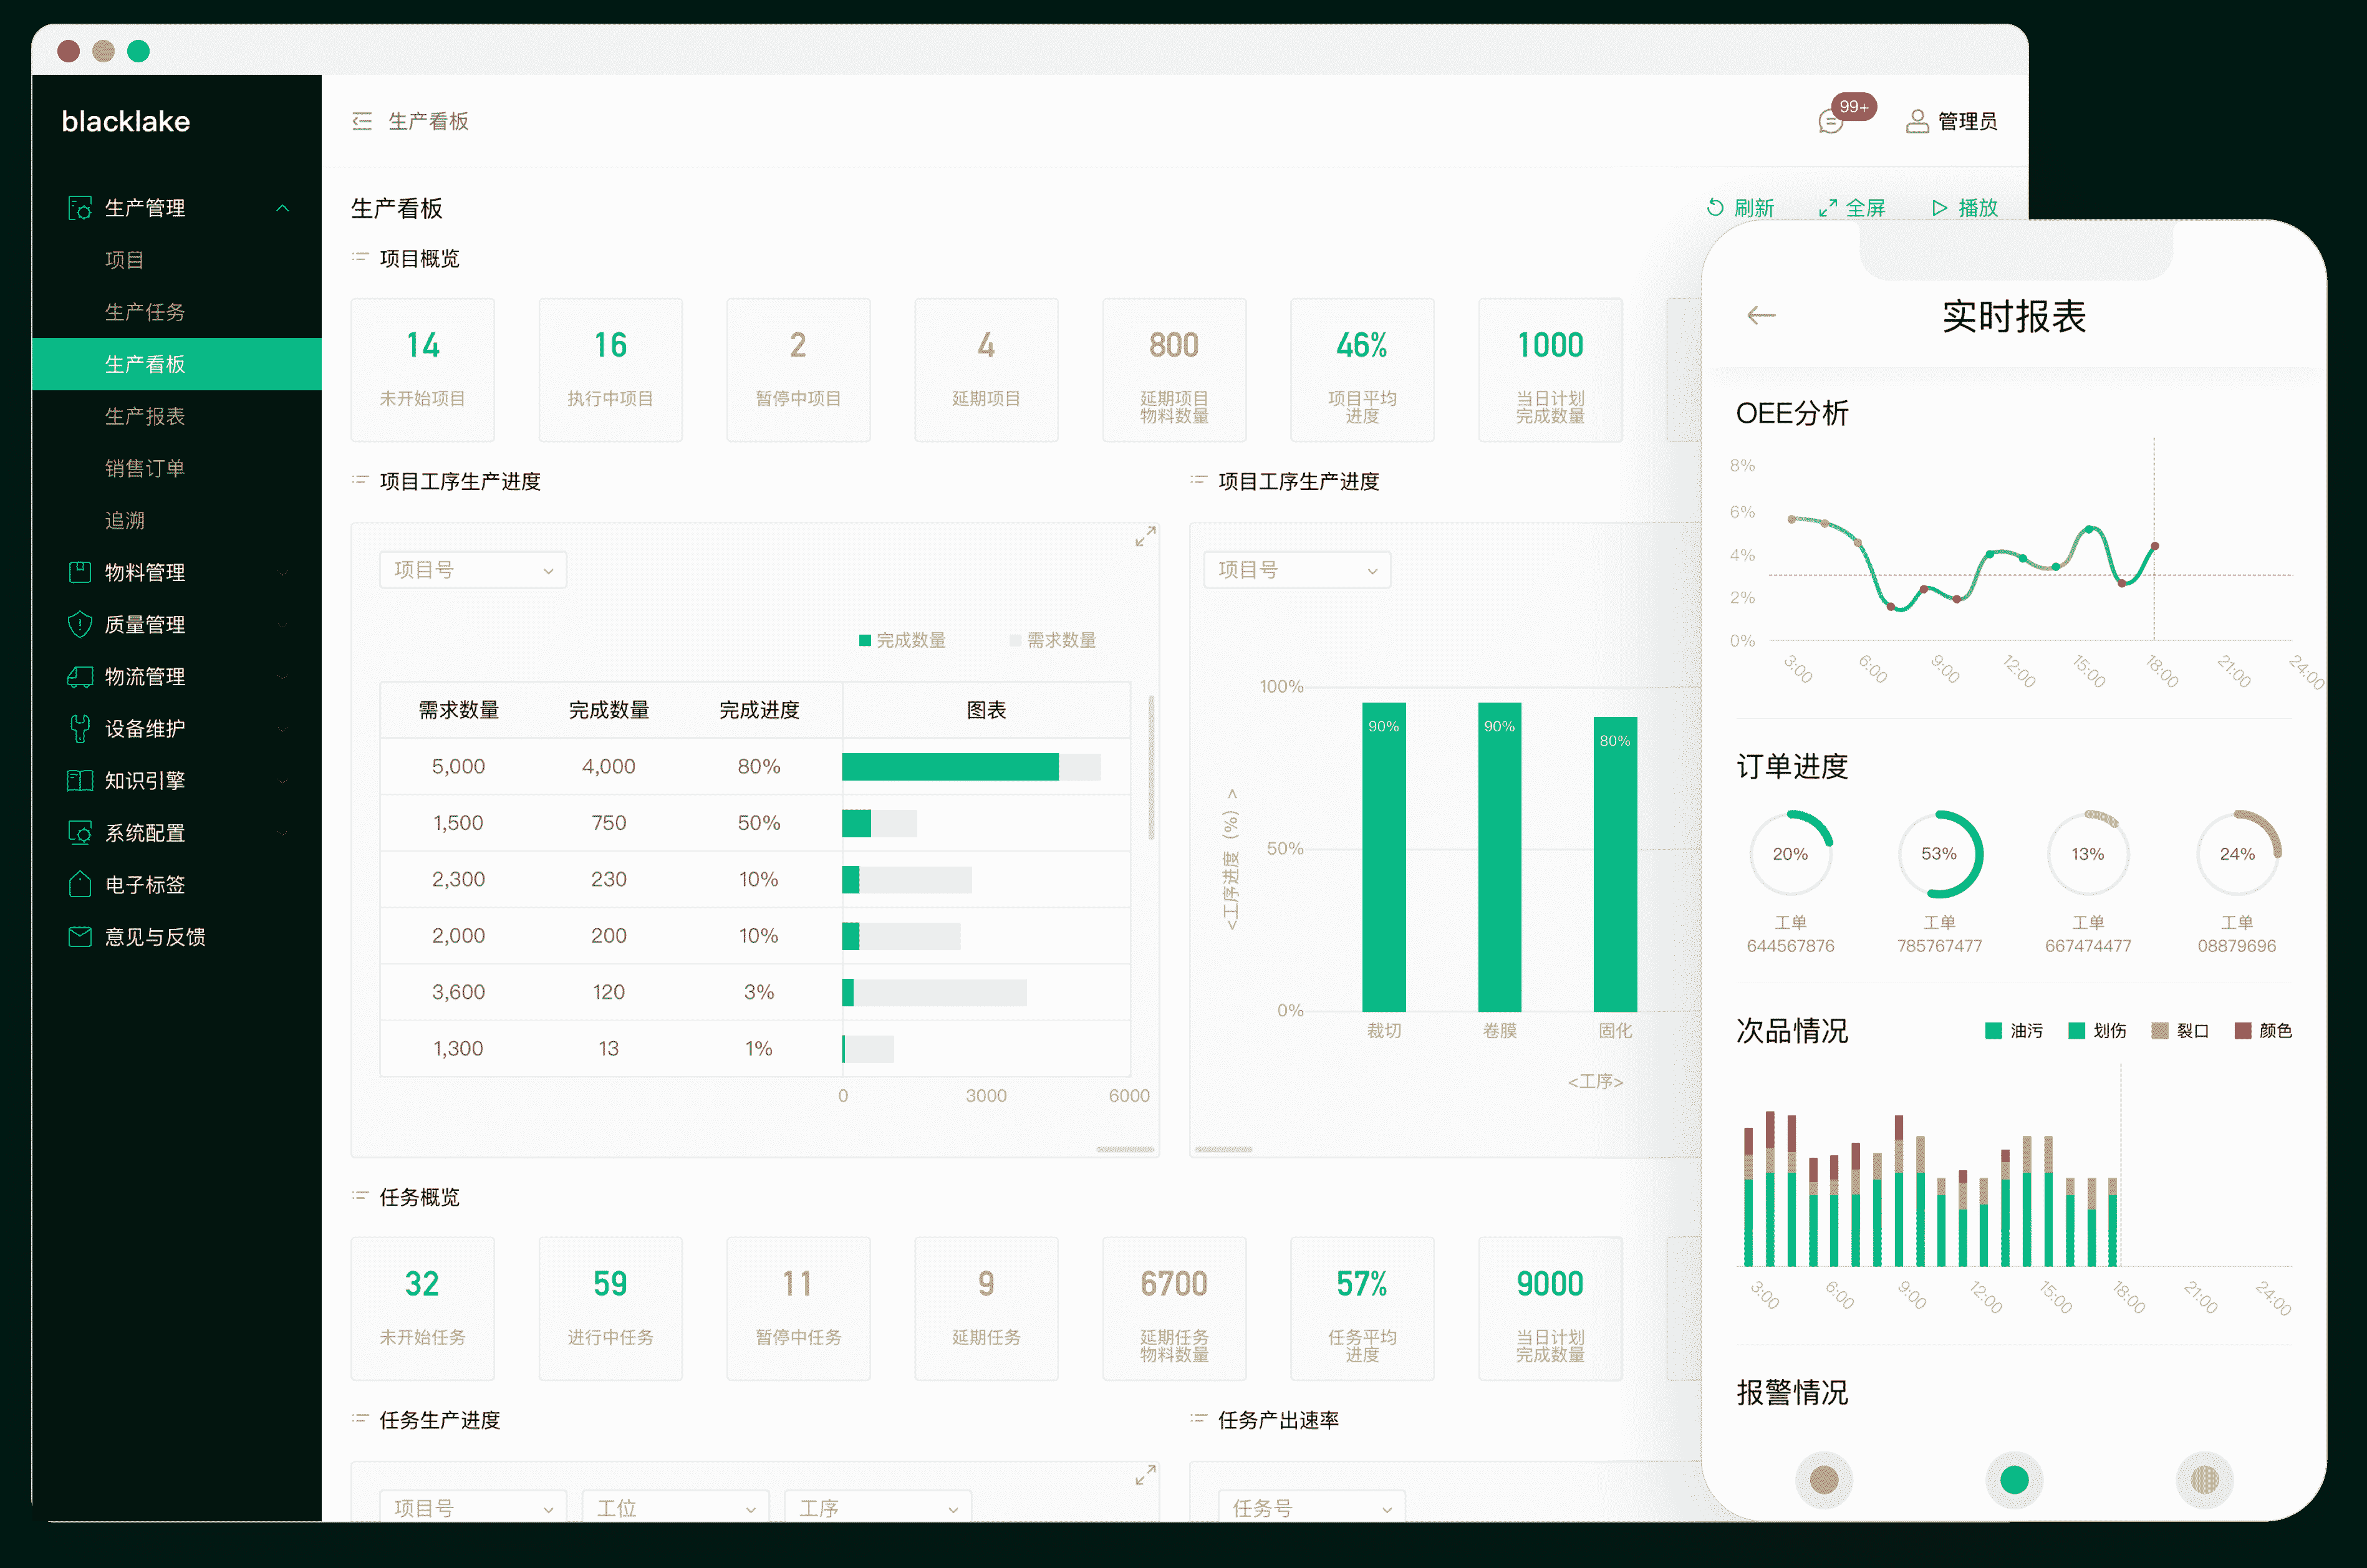 blacklake
生产管理
项目
生产任务
生产看板
生产报表
销售订单
追溯
物料管理
质量管理
物流管理
设备维护
知识引擎
系统配置
电子标签
意见与反馈
生产看板
99+
管理员
生产看板
刷新 全屏 播放
项目概览
14
未开始项目
16
执行中项目
2
暂停中项目
4
延期项目
800
延期项目
物料数量
46%
项目平均
进度
1000
当日计划
完成数量
项目工序生产进度
项目号
完成数量 需求数量
需求数量 完成数量 完成进度 图表
5,000 4,000 80%
1,500 750 50%
2,300 230 10%
2,000 200 10%
3,600 120 3%
1,300 13 1%
0 3000 6000
项目工序生产进度
项目号
100%
50%
0%
<工序进度（%）>
90% 90% 80%
裁切 卷膜 固化
<工序>
任务概览
32
未开始任务
59
进行中任务
11
暂停中任务
9
延期任务
6700
延期任务
物料数量
57%
任务平均
进度
9000
当日计划
完成数量
任务生产进度
项目号 工位 工序
任务产出速率
任务号
实时报表
OEE分析
8%
6%
4%
2%
0%
3:00 6:00 9:00 12:00 15:00 18:00 21:00 24:00
订单进度
20% 53% 13% 24%
工单 工单 工单 工单
644567876 785767477 667474477 08879696
次品情况
油污 划伤 裂口 颜色
3:00 6:00 9:00 12:00 15:00 18:00 21:00 24:00
报警情况